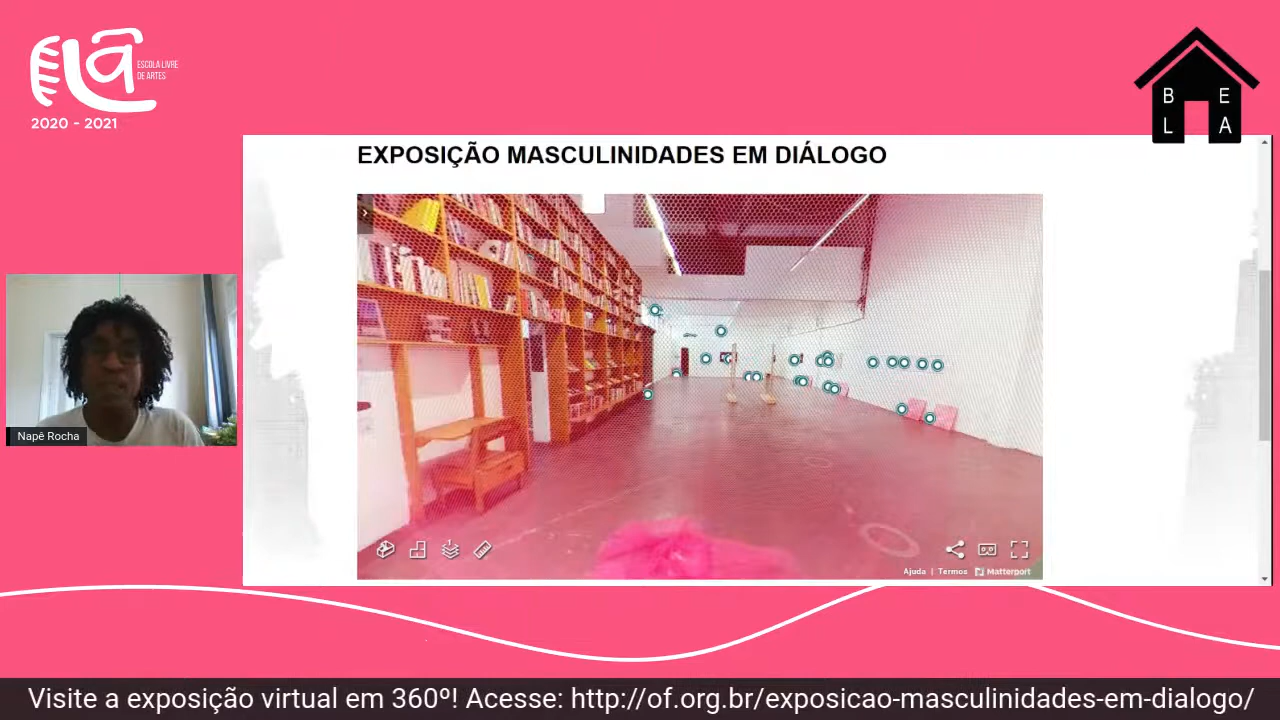 ELÃ
ESCOLA LIVRE
DE ARTES
2020 - 2021
B E
L A
EXPOSIÇÃO MASCULINIDADES EM DIÁLOGO
Napê Rocha
Ajuda | Termos Matterport
Visite a exposição virtual em 360º! Acesse: http://of.org.br/exposicao-masculinidades-em-dialogo/